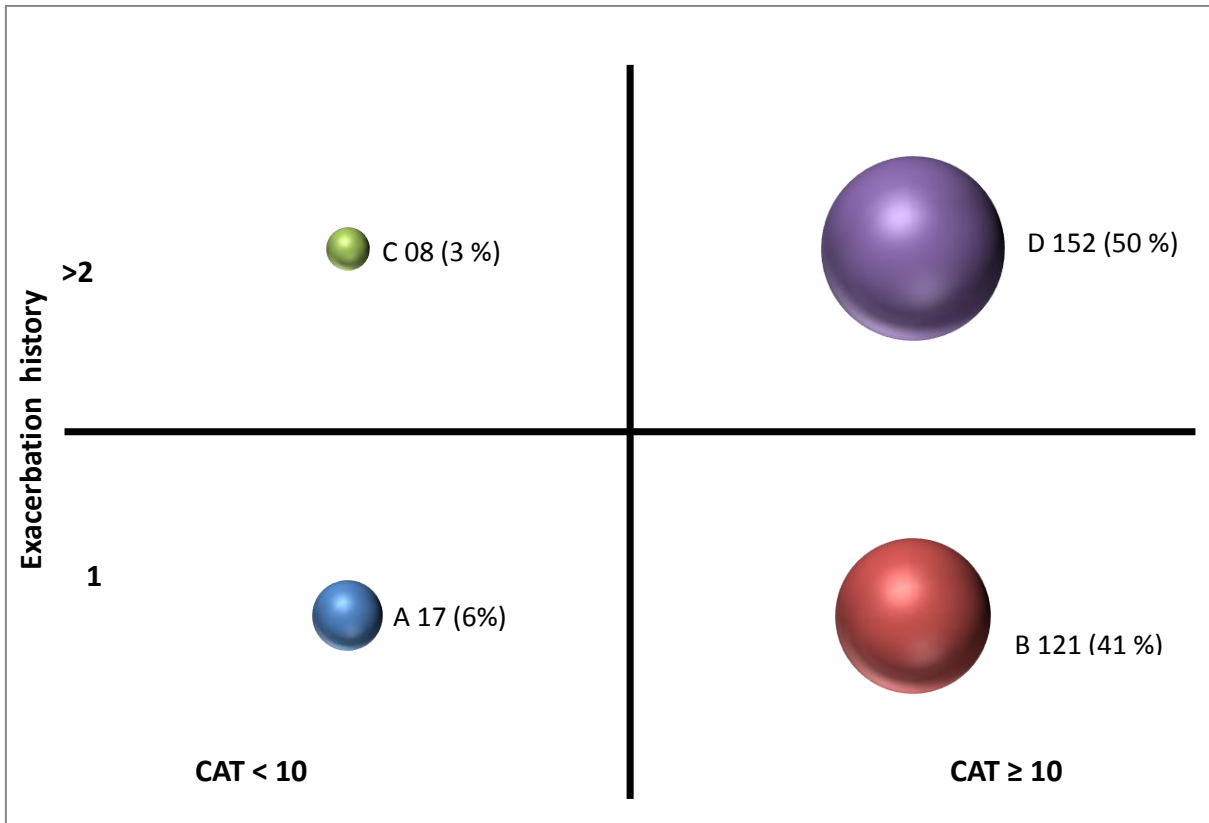 C 08 (3 %)
D 152 (50 %)
>2
Exacerbation history
1
A 17 (6%)
B 121 (41 %)
CAT < 10
CAT ≥ 10